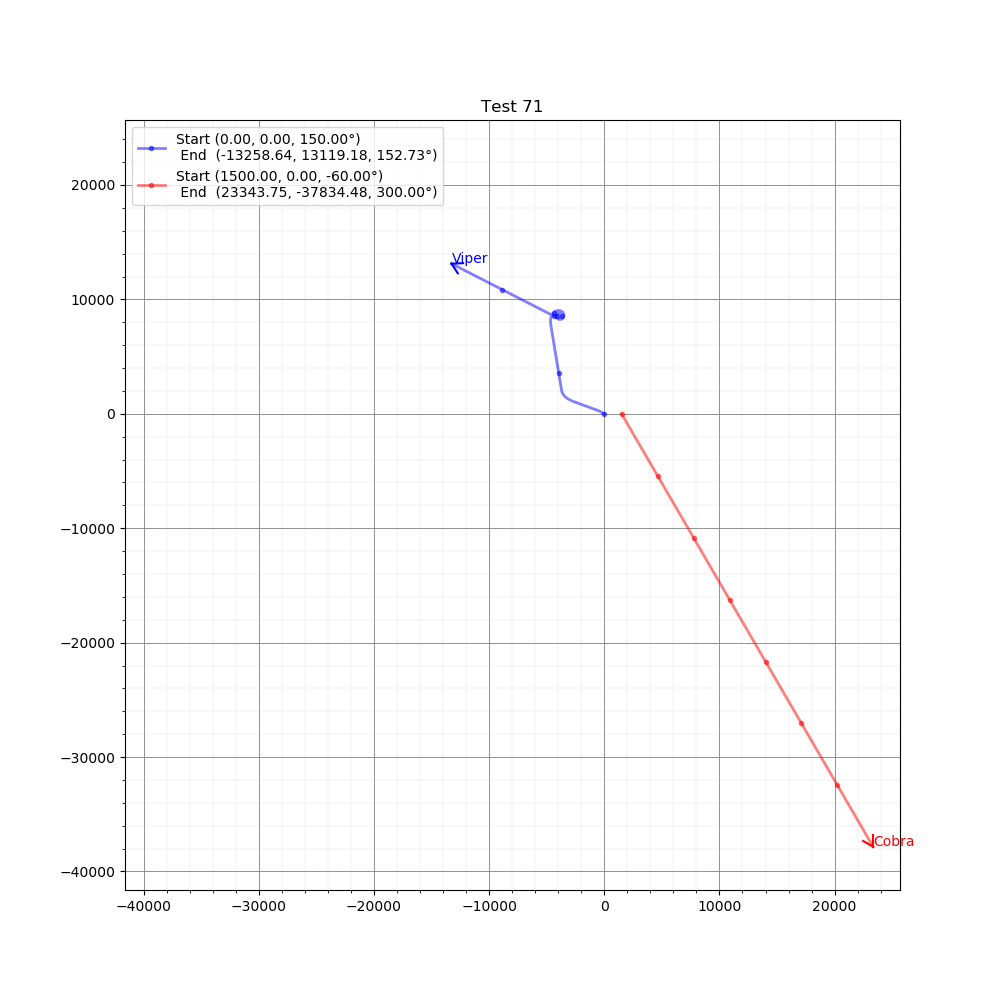 Test 71
Start (0.00, 0.00, 150.00°)
End  (-13258.64, 13119.18, 152.73°)
Start (1500.00, 0.00, -60.00°)
End  (23343.75, -37834.48, 300.00°)
20000
10000
0
−10000
−20000
−30000
−40000
Viper
Cobra
−40000 −30000 −20000 −10000 0 10000 20000